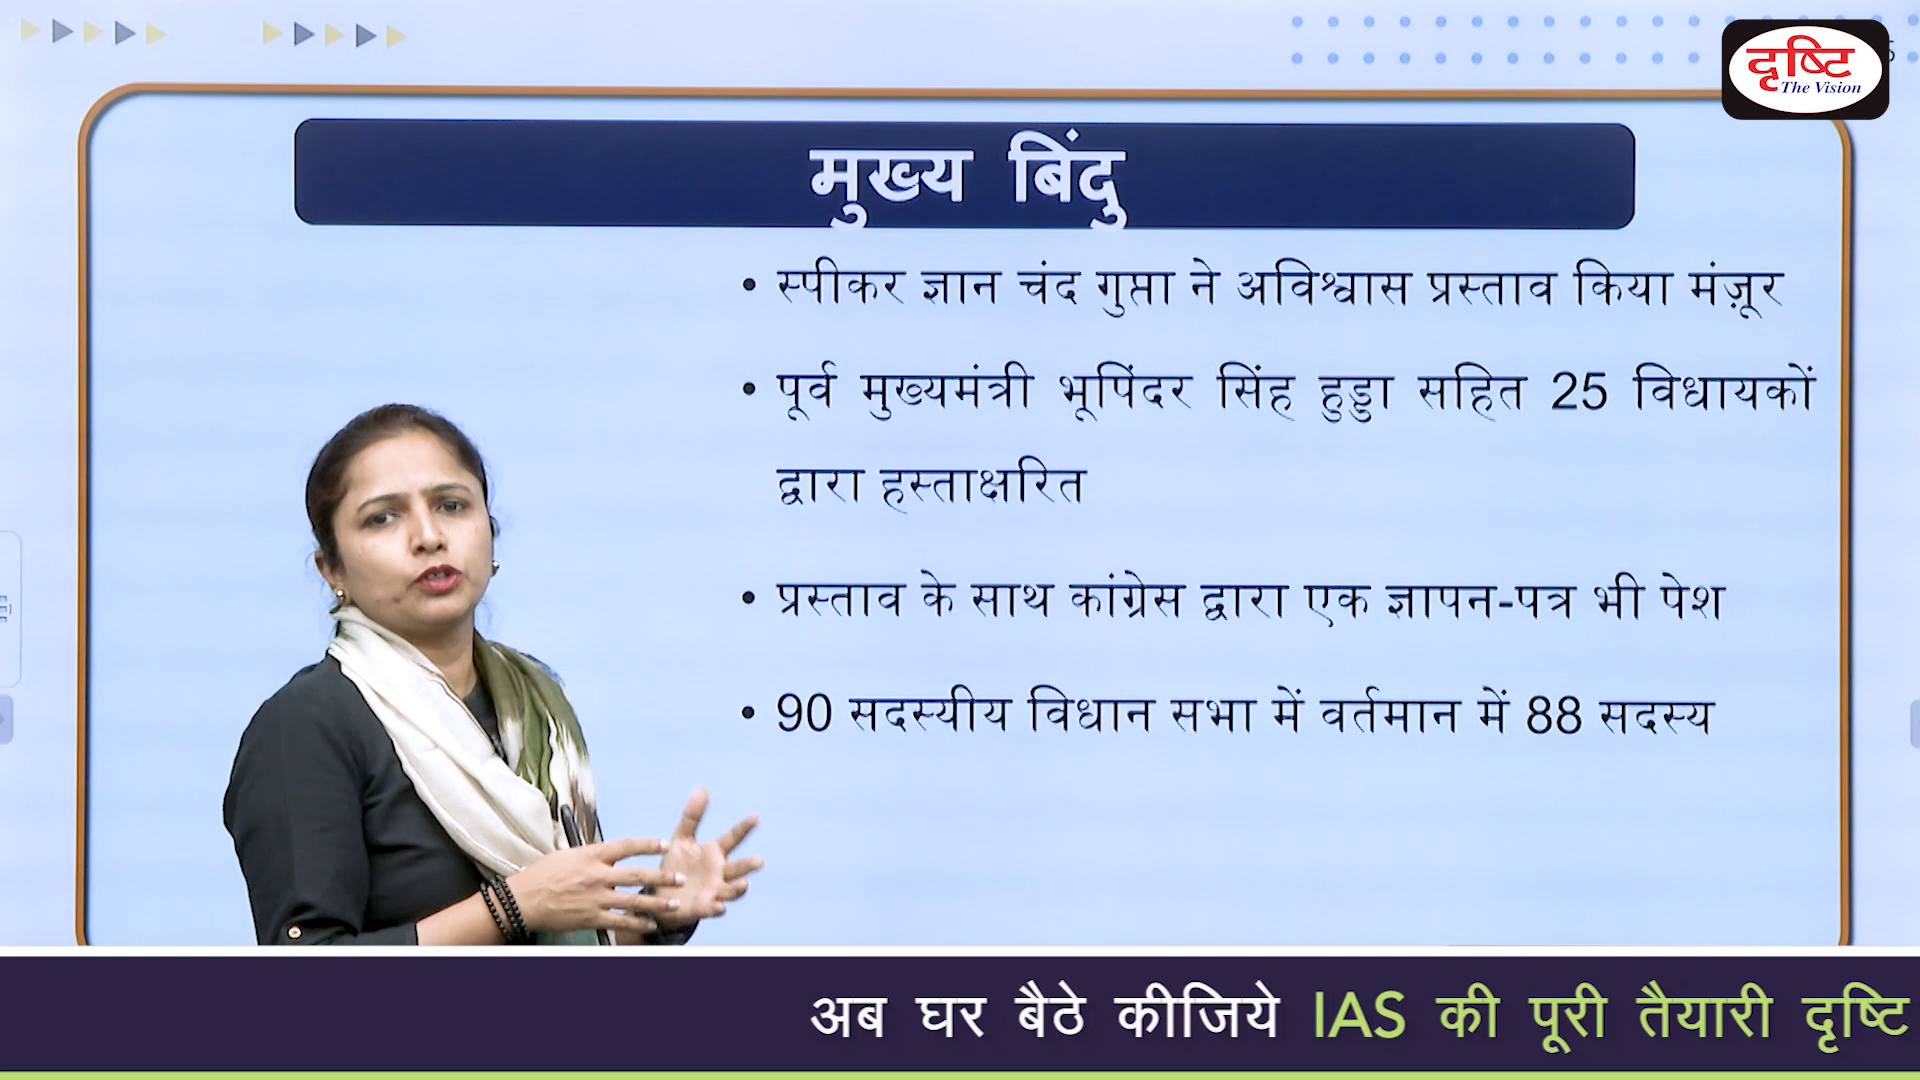 दृष्टि
The Vision
मुख्य बिंदु
• स्पीकर ज्ञान चंद गुप्ता ने अविश्वास प्रस्ताव किया मंज़ूर
• पूर्व मुख्यमंत्री भूपिंदर सिंह हुड्डा सहित 25 विधायकों
द्वारा हस्ताक्षरित
• प्रस्ताव के साथ कांग्रेस द्वारा एक ज्ञापन-पत्र भी पेश
• 90 सदस्यीय विधान सभा में वर्तमान में 88 सदस्य
अब घर बैठे कीजिये IAS की पूरी तैयारी दृष्टि